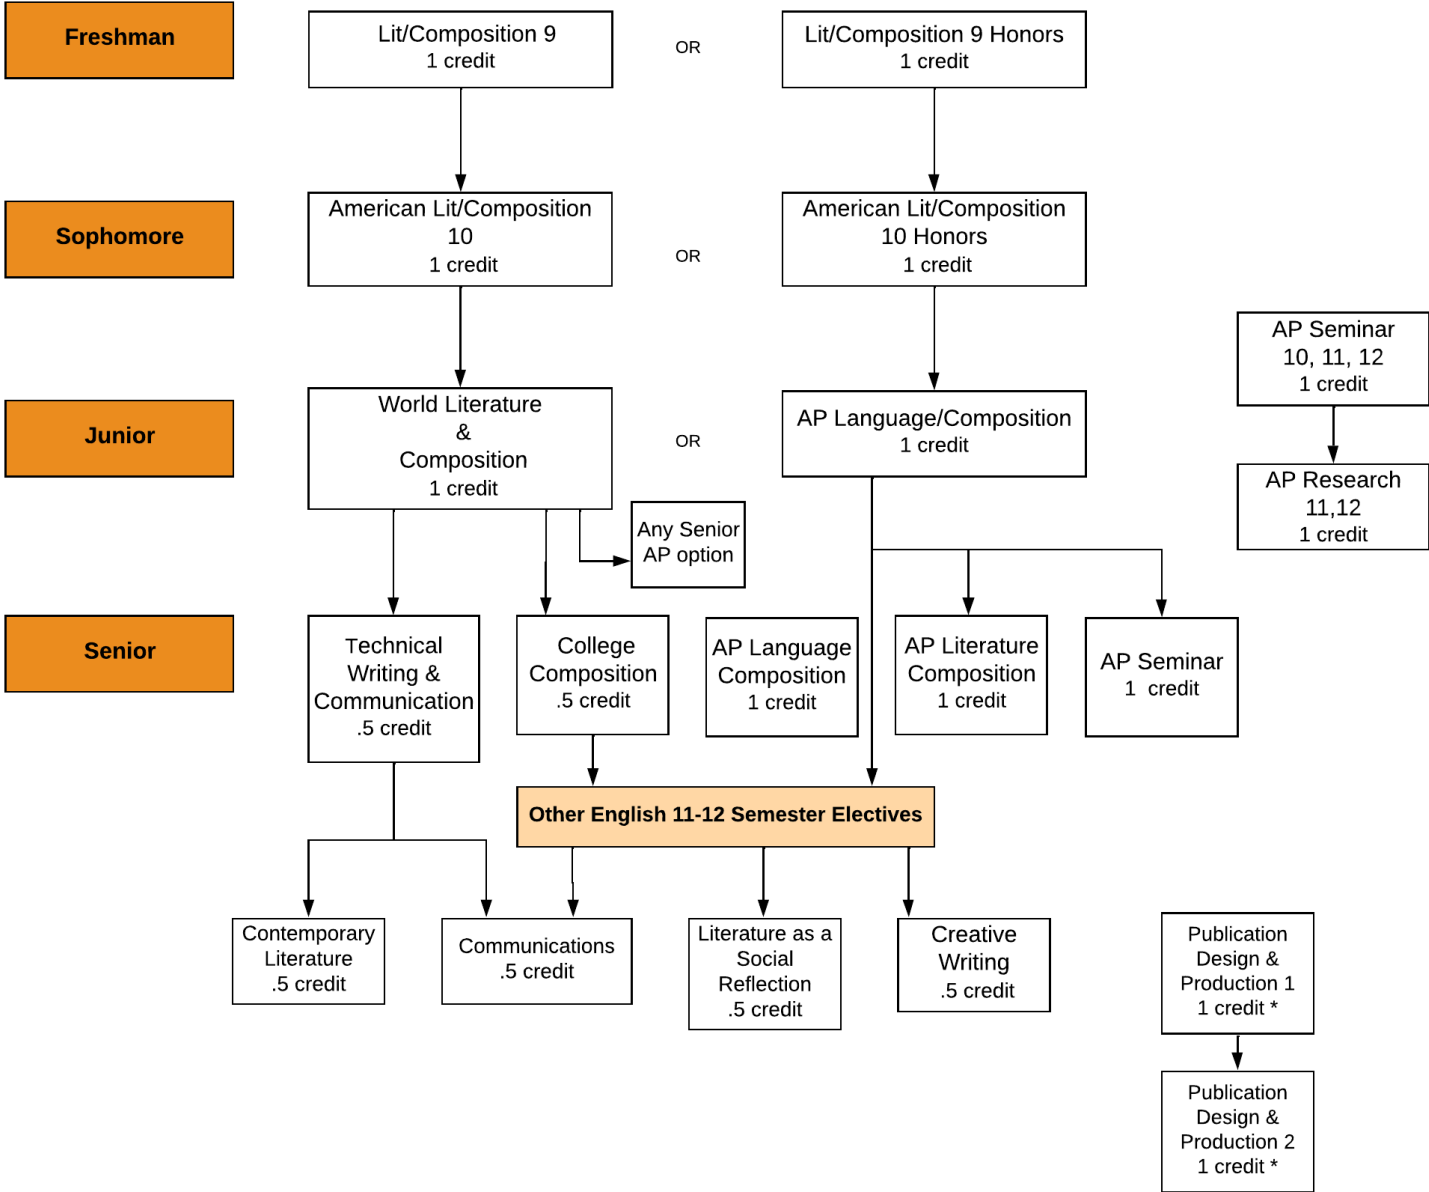 Freshman
Lit/Composition 9
1 credit
OR
Lit/Composition 9 Honors
1 credit
Sophomore
American Lit/Composition
10
1 credit
OR
American Lit/Composition
10 Honors
1 credit
AP Seminar
10, 11, 12
1 credit
Junior
World Literature
&
Composition
1 credit
OR
AP Language/Composition
1 credit
AP Research
11,12
1 credit
Any Senior
AP option
Senior
Technical
Writing &
Communication
.5 credit
College
Composition
.5 credit
AP Language
Composition
1 credit
AP Literature
Composition
1 credit
AP Seminar
1 credit
Other English 11-12 Semester Electives
Contemporary
Literature
.5 credit
Communications
.5 credit
Literature as a
Social
Reflection
.5 credit
Creative
Writing
.5 credit
Publication
Design &
Production 1
1 credit *
Publication
Design &
Production 2
1 credit *